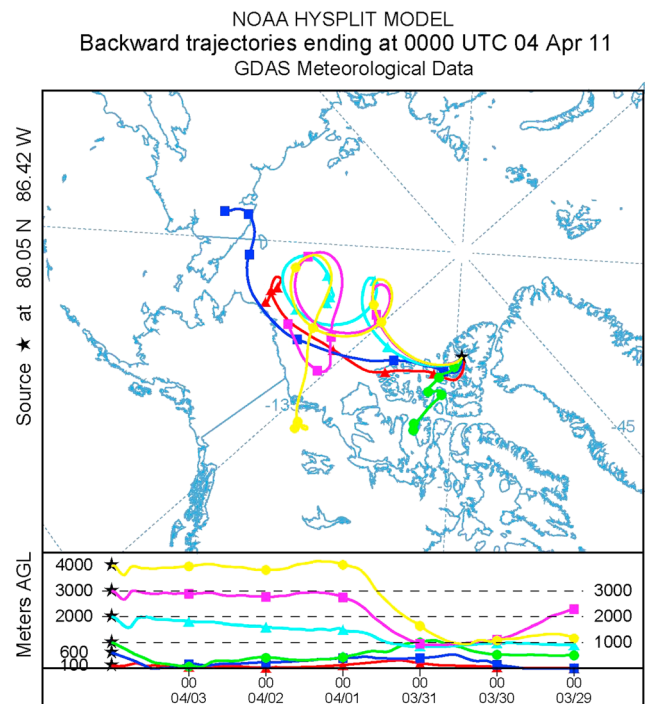 NOAA HYSPLIT MODEL
Backward trajectories ending at 0000 UTC 04 Apr 11
GDAS Meteorological Data
Source ★ at 80.05 N 86.42 W
-45
-90
Meters AGL
4000
3000 3000
2000 2000
1000
600
100
00 00 00 00 00 00
04/03 04/02 04/01 03/31 03/30 03/29